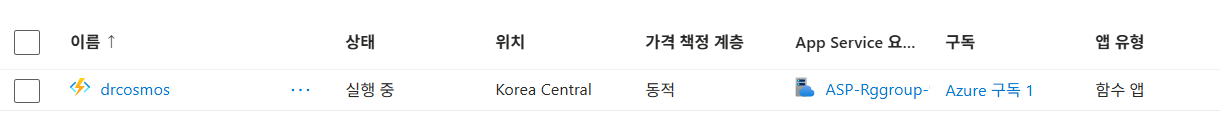 이름 ↑ 상태 위치 가격 책정 계층 App Service 요... 구독 앱 유형
drcosmos ... 실행 중 Korea Central 동적 ASP-Rggroup- Azure 구독 1 함수 앱